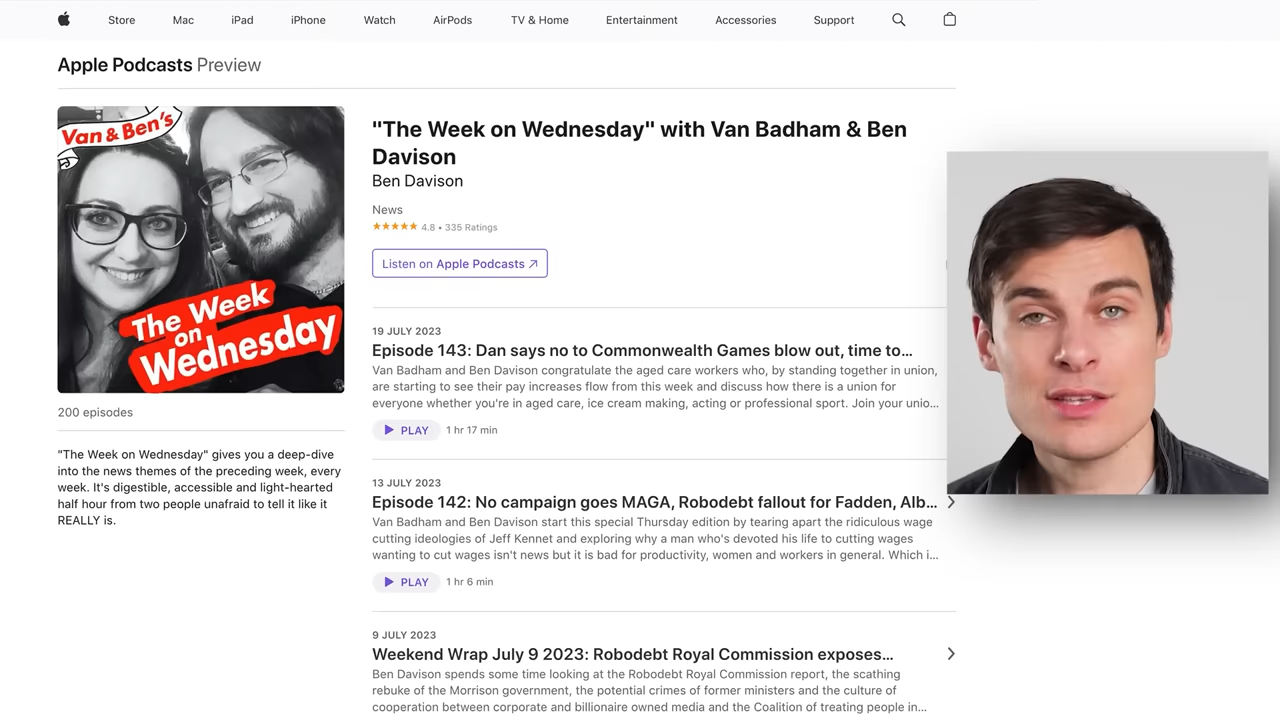 Store Mac iPad iPhone Watch AirPods TV & Home Entertainment Accessories Support
Apple Podcasts Preview
Van & Ben's
The Week
on
Wednesday
200 episodes
"The Week on Wednesday" gives you a deep-dive
into the news themes of the preceding week, every
week. It's digestible, accessible and light-hearted
half hour from two people unafraid to tell it like it
REALLY is.
"The Week on Wednesday" with Van Badham & Ben
Davison
Ben Davison
News
★★★★★ 4.8 • 335 Ratings
Listen on Apple Podcasts ↗
19 JULY 2023
Episode 143: Dan says no to Commonwealth Games blow out, time to...
Van Badham and Ben Davison congratulate the aged care workers who, by standing together in union,
are starting to see their pay increases flow from this week and discuss how there is a union for
everyone whether you're in aged care, ice cream making, acting or professional sport. Join your unio...
PLAY 1 hr 17 min
13 JULY 2023
Episode 142: No campaign goes MAGA, Robodebt fallout for Fadden, Alb...
Van Badham and Ben Davison start this special Thursday edition by tearing apart the ridiculous wage
cutting ideologies of Jeff Kennet and exploring why a man who's devoted his life to cutting wages
wanting to cut wages isn't news but it is bad for productivity, women and workers in general. Which i...
PLAY 1 hr 6 min
9 JULY 2023
Weekend Wrap July 9 2023: Robodebt Royal Commission exposes...
Ben Davison spends some time looking at the Robodebt Royal Commission report, the scathing
rebuke of the Morrison government, the potential crimes of former ministers and the culture of
cooperation between corporate and billionaire owned media and the Coalition of treating people in...